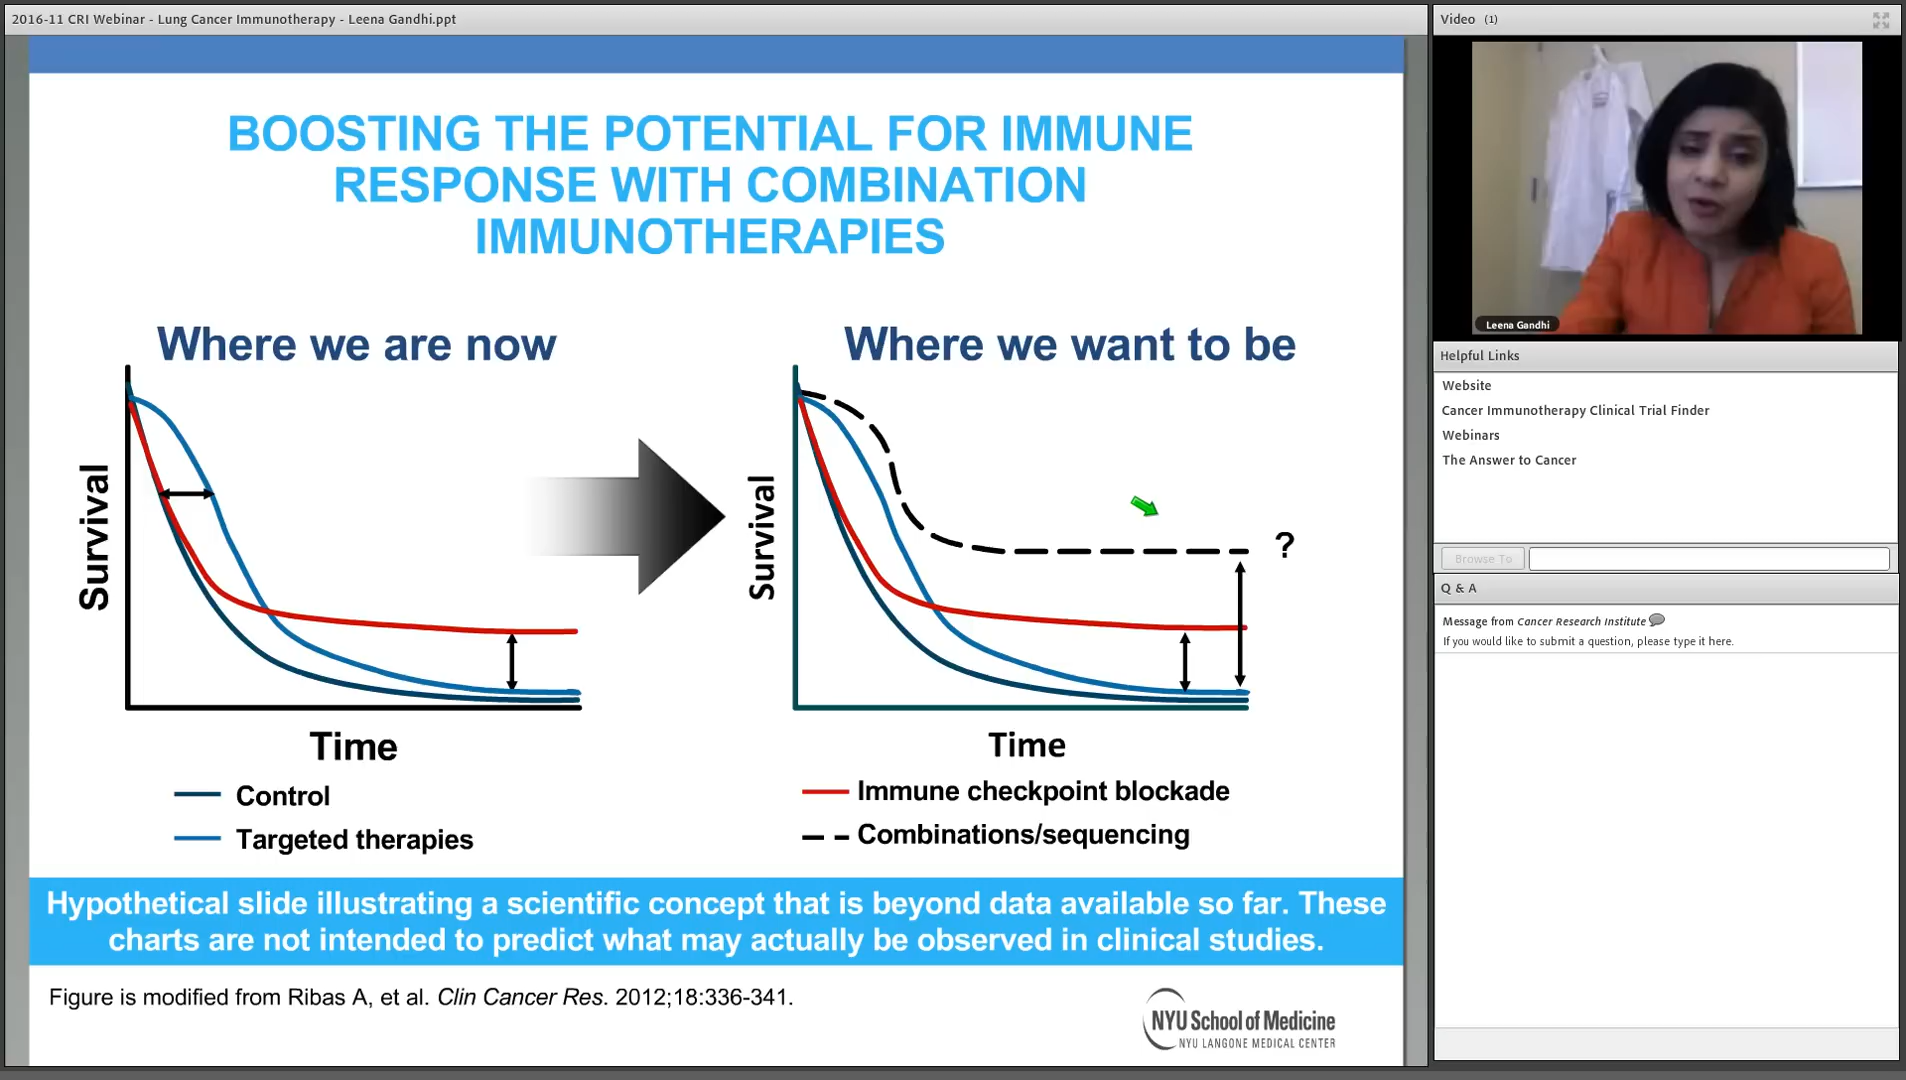 2016-11 CRI Webinar - Lung Cancer Immunotherapy - Leena Gandhi.ppt
BOOSTING THE POTENTIAL FOR IMMUNE
RESPONSE WITH COMBINATION
IMMUNOTHERAPIES
Where we are now
Survival
Time
Control
Targeted therapies
Where we want to be
Survival
?
Time
Immune checkpoint blockade
Combinations/sequencing
Hypothetical slide illustrating a scientific concept that is beyond data available so far. These
charts are not intended to predict what may actually be observed in clinical studies.
Figure is modified from Ribas A, et al. Clin Cancer Res. 2012;18:336-341.
NYU School of Medicine
NYU LANGONE MEDICAL CENTER
Video (1)
Leena Gandhi
Helpful Links
Website
Cancer Immunotherapy Clinical Trial Finder
Webinars
The Answer to Cancer
Browse To
Q & A
Message from Cancer Research Institute
If you would like to submit a question, please type it here.